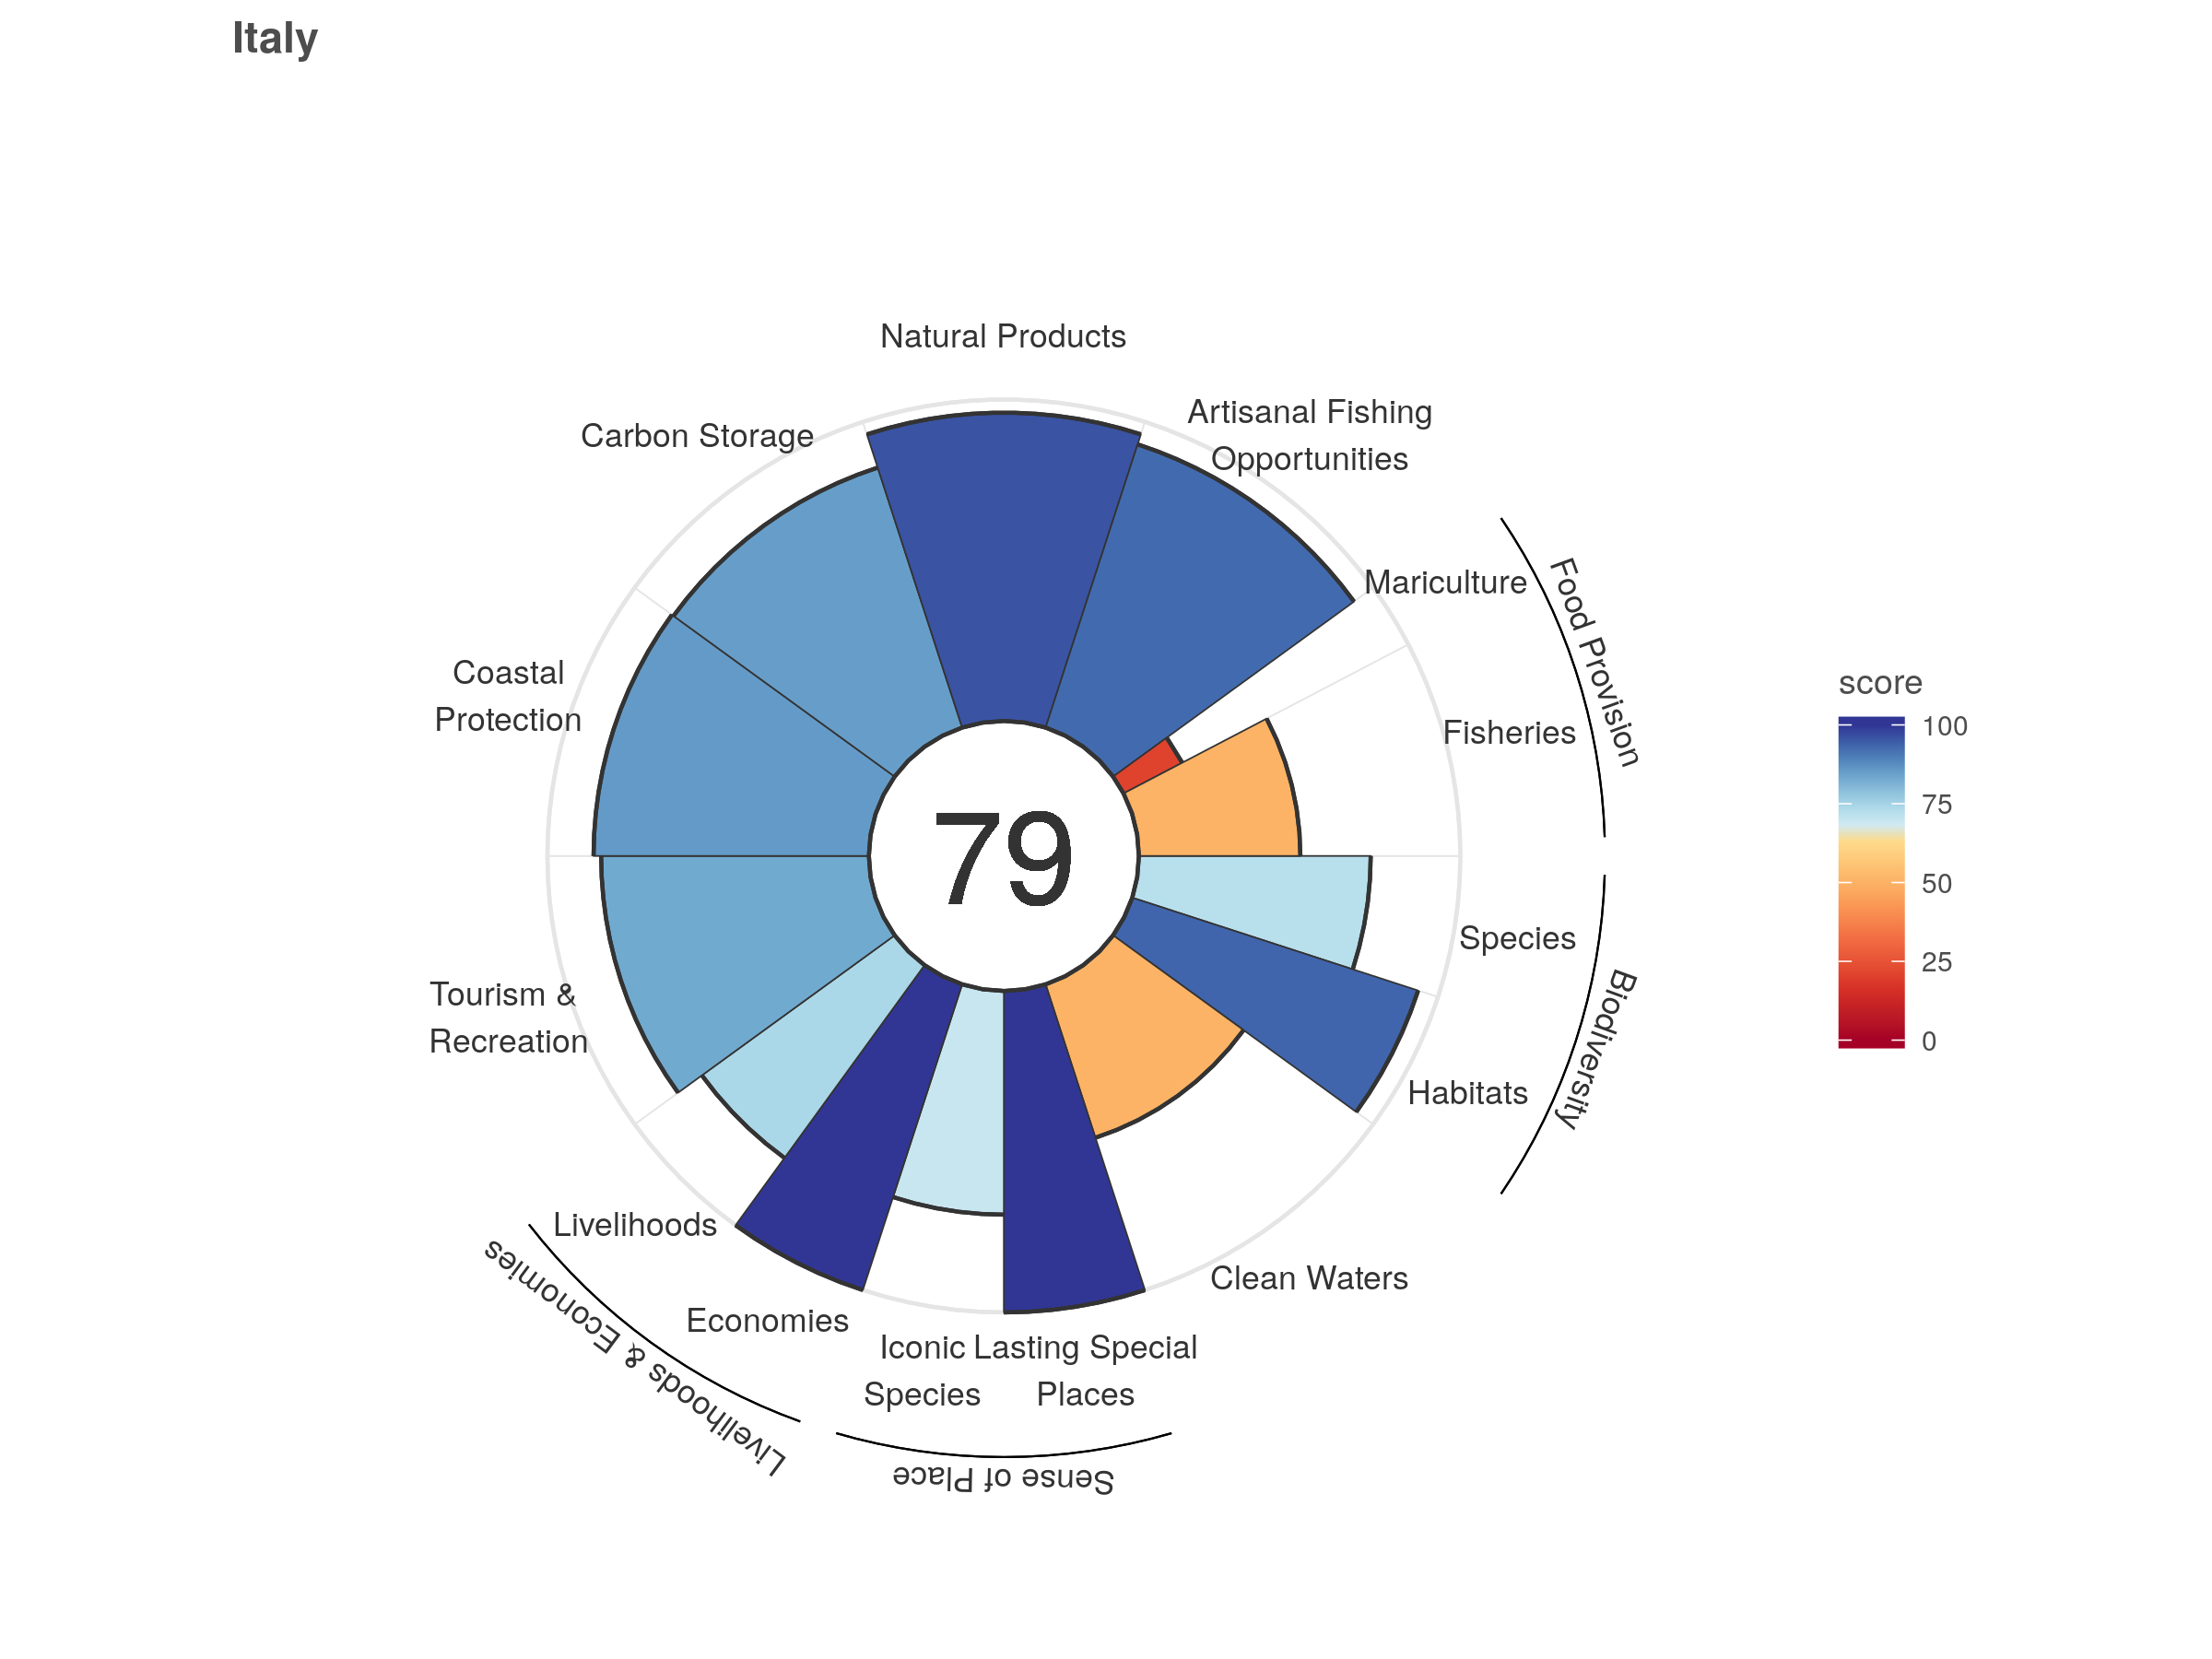 Italy
Natural Products
Artisanal Fishing
Opportunities
Carbon Storage
Mariculture
Food Provision
Fisheries
Coastal
Protection
79
score
100
75
50
25
0
Species
Biodiversity
Habitats
Tourism &
Recreation
Livelihoods
Economies
Livelihoods & Economies
Clean Waters
Iconic
Species
Lasting Special
Places
Sense of Place